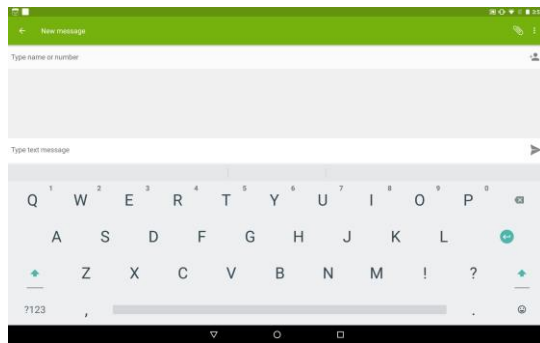 New message
Type name or number
Type text message
1 2 3 4 5 6 7 8 9 0
Q W E R T Y U I O P
A S D F G H J K L
Z X C V B N M ! ?
?123 , .